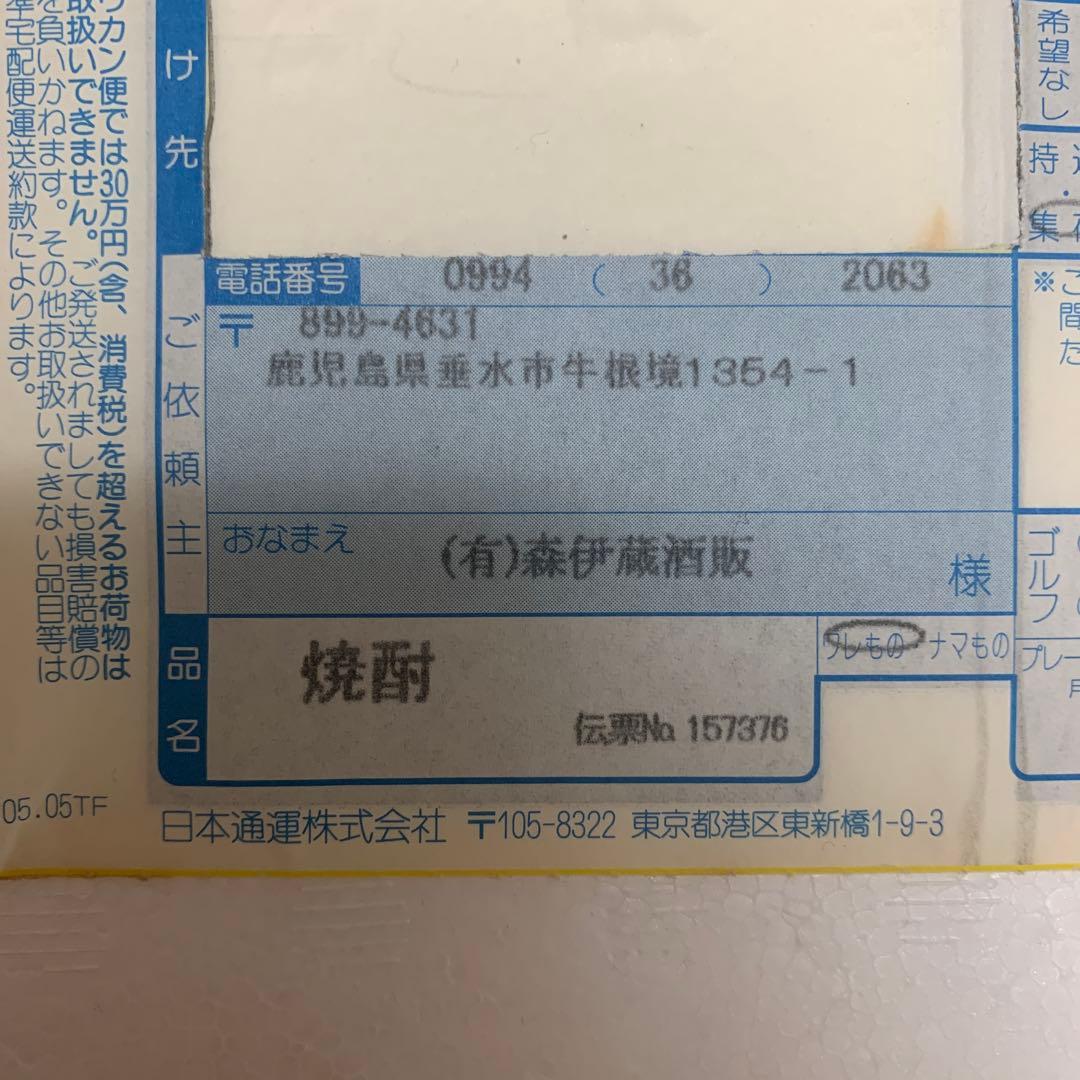 け先
希望なし
持
集
電話番号 0994 ( 36 ) 2063
ご依頼主
〒 899-4631
鹿児島県垂水市牛根境1354-1
おなまえ
(有)森伊蔵酒販 様
品名
焼酎
ワレもの ナマもの
伝票No 157376
ゴルフ
プレー
※こ
間
た
カン便では30万円(含、消費税)を超えるお荷物は
取扱いできません。ご発送されましても損害賠償の
を負いかねます。その他お取扱いできない品目等は
準宅配便運送約款によります。
05.05TF
日本通運株式会社 〒105-8322 東京都港区東新橋1-9-3